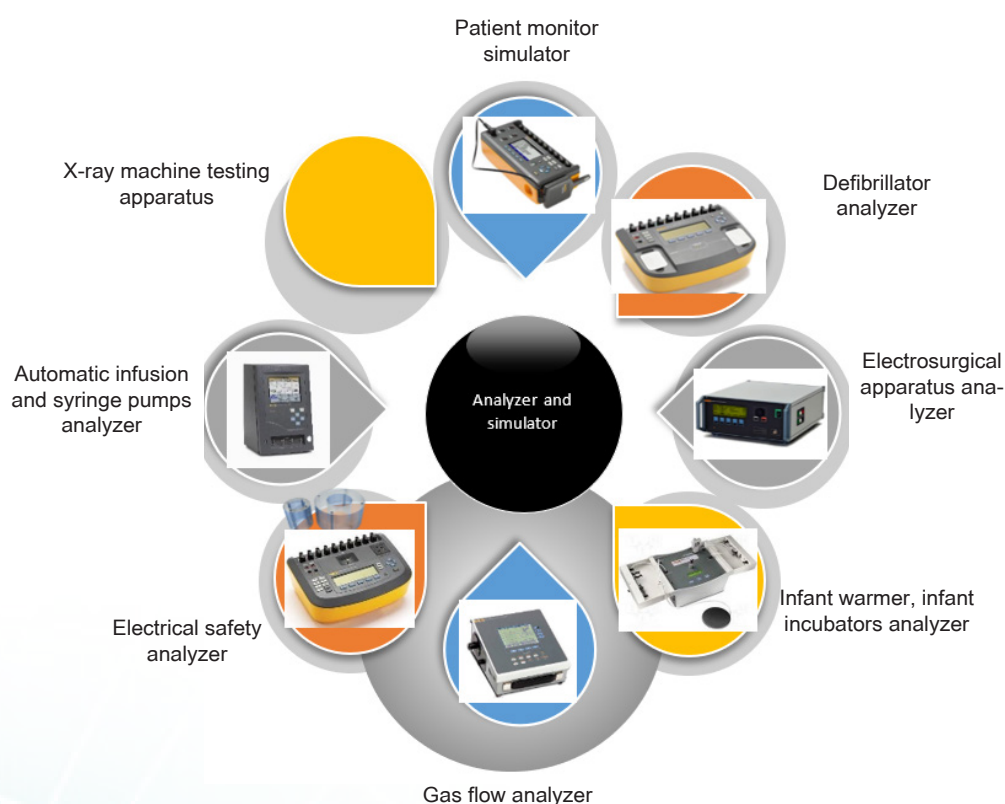 Patient monitor
simulator
X-ray machine testing
apparatus
Defibrillator
analyzer
Automatic infusion
and syringe pumps
analyzer
Analyzer and
simulator
Electrosurgical
apparatus ana-
lyzer
Electrical safety
analyzer
Infant warmer, infant
incubators analyzer
Gas flow analyzer